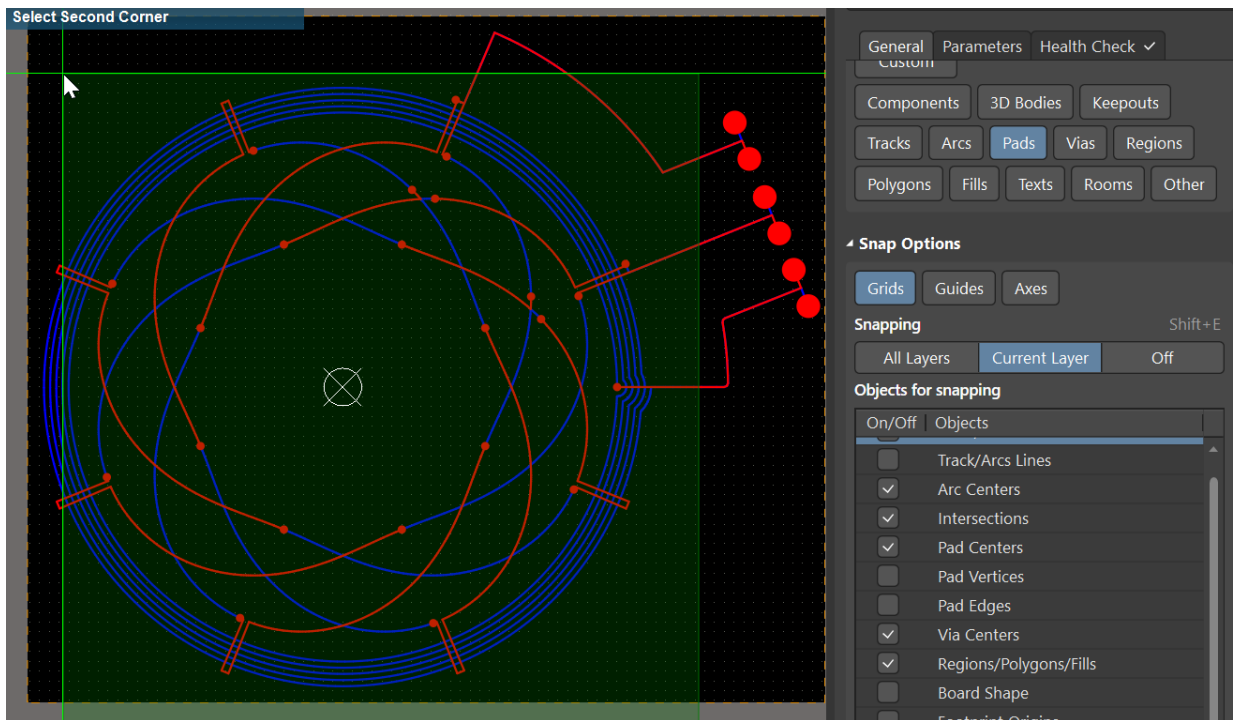 Select Second Corner
General Parameters Health Check
Custom
Components 3D Bodies Keepouts
Tracks Arcs Pads Vias Regions
Polygons Fills Texts Rooms Other
Snap Options
Grids Guides Axes
Snapping Shift+E
All Layers Current Layer Off
Objects for snapping
On/Off Objects
Track/Arcs Lines
Arc Centers
Intersections
Pad Centers
Pad Vertices
Pad Edges
Via Centers
Regions/Polygons/Fills
Board Shape
Footprint Origins